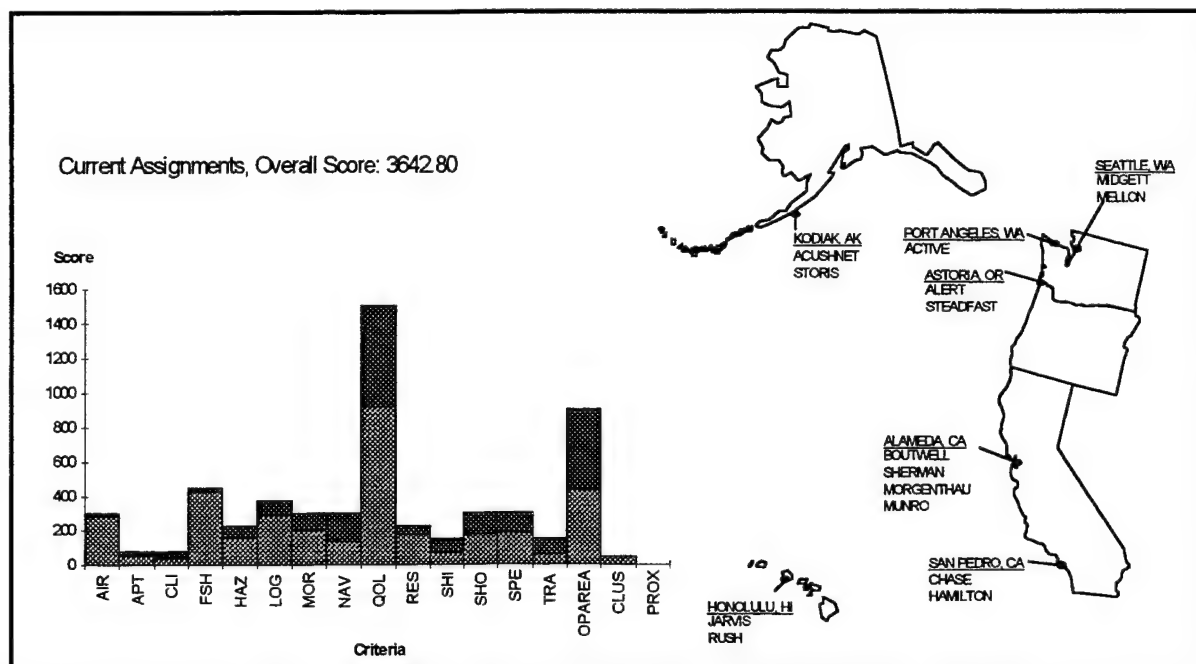 Current Assignments, Overall Score: 3642.80
Score
1600
1400
1200
1000
800
600
400
200
0
AIR
APT
CLI
FSH
HAZ
LOG
MOR
NAV
QOL
RES
SHI
SHO
SPE
TRA
OPAREA
CLUS
PROX
Criteria
KODIAK, AK
ACUSHNET
STORIS
SEATTLE, WA
MIDGETT
MELLON
PORT ANGELES, WA
ACTIVE
ASTORIA, OR
ALERT
STEADFAST
ALAMEDA, CA
BOUTWELL
SHERMAN
MORGENTHAU
MUNRO
SAN PEDRO, CA
CHASE
HAMILTON
HONOLULU, HI
JARVIS
RUSH